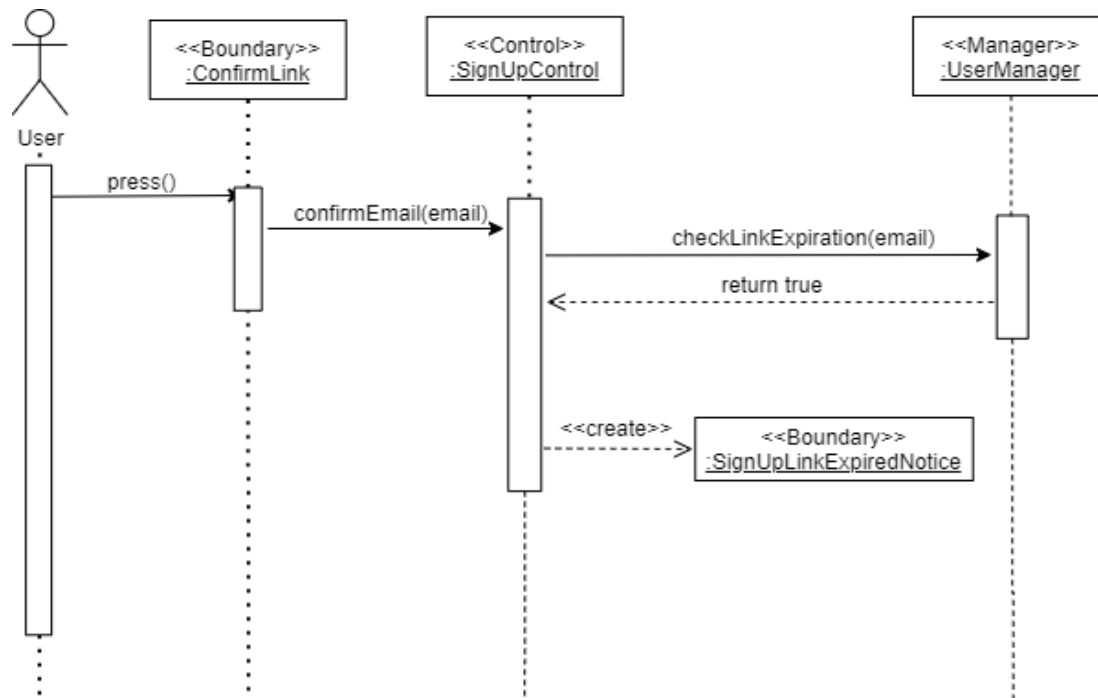 <<Boundary>>
:ConfirmLink
<<Control>>
:SignUpControl
<<Manager>>
:UserManager
User
press()
confirmEmail(email)
checkLinkExpiration(email)
return true
<<create>>
<<Boundary>>
:SignUpLinkExpiredNotice